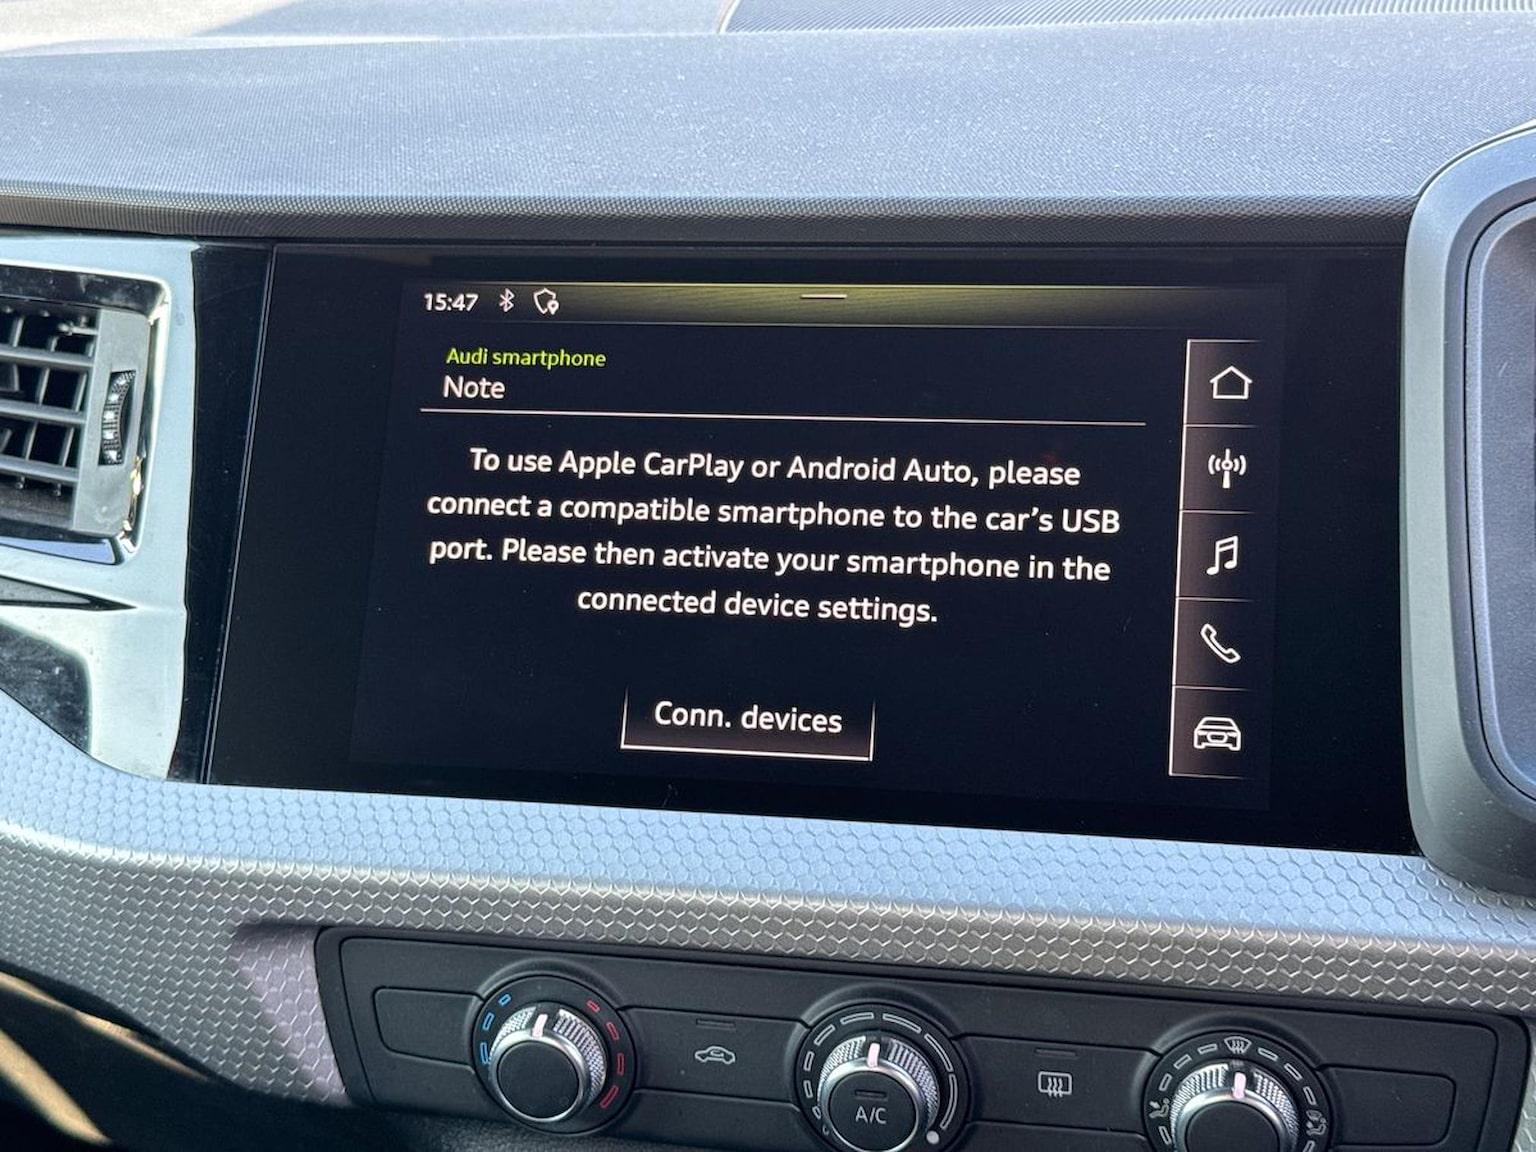 15:47
Audi smartphone
Note
To use Apple CarPlay or Android Auto, please
connect a compatible smartphone to the car's USB
port. Please then activate your smartphone in the
connected device settings.
Conn. devices
A/C